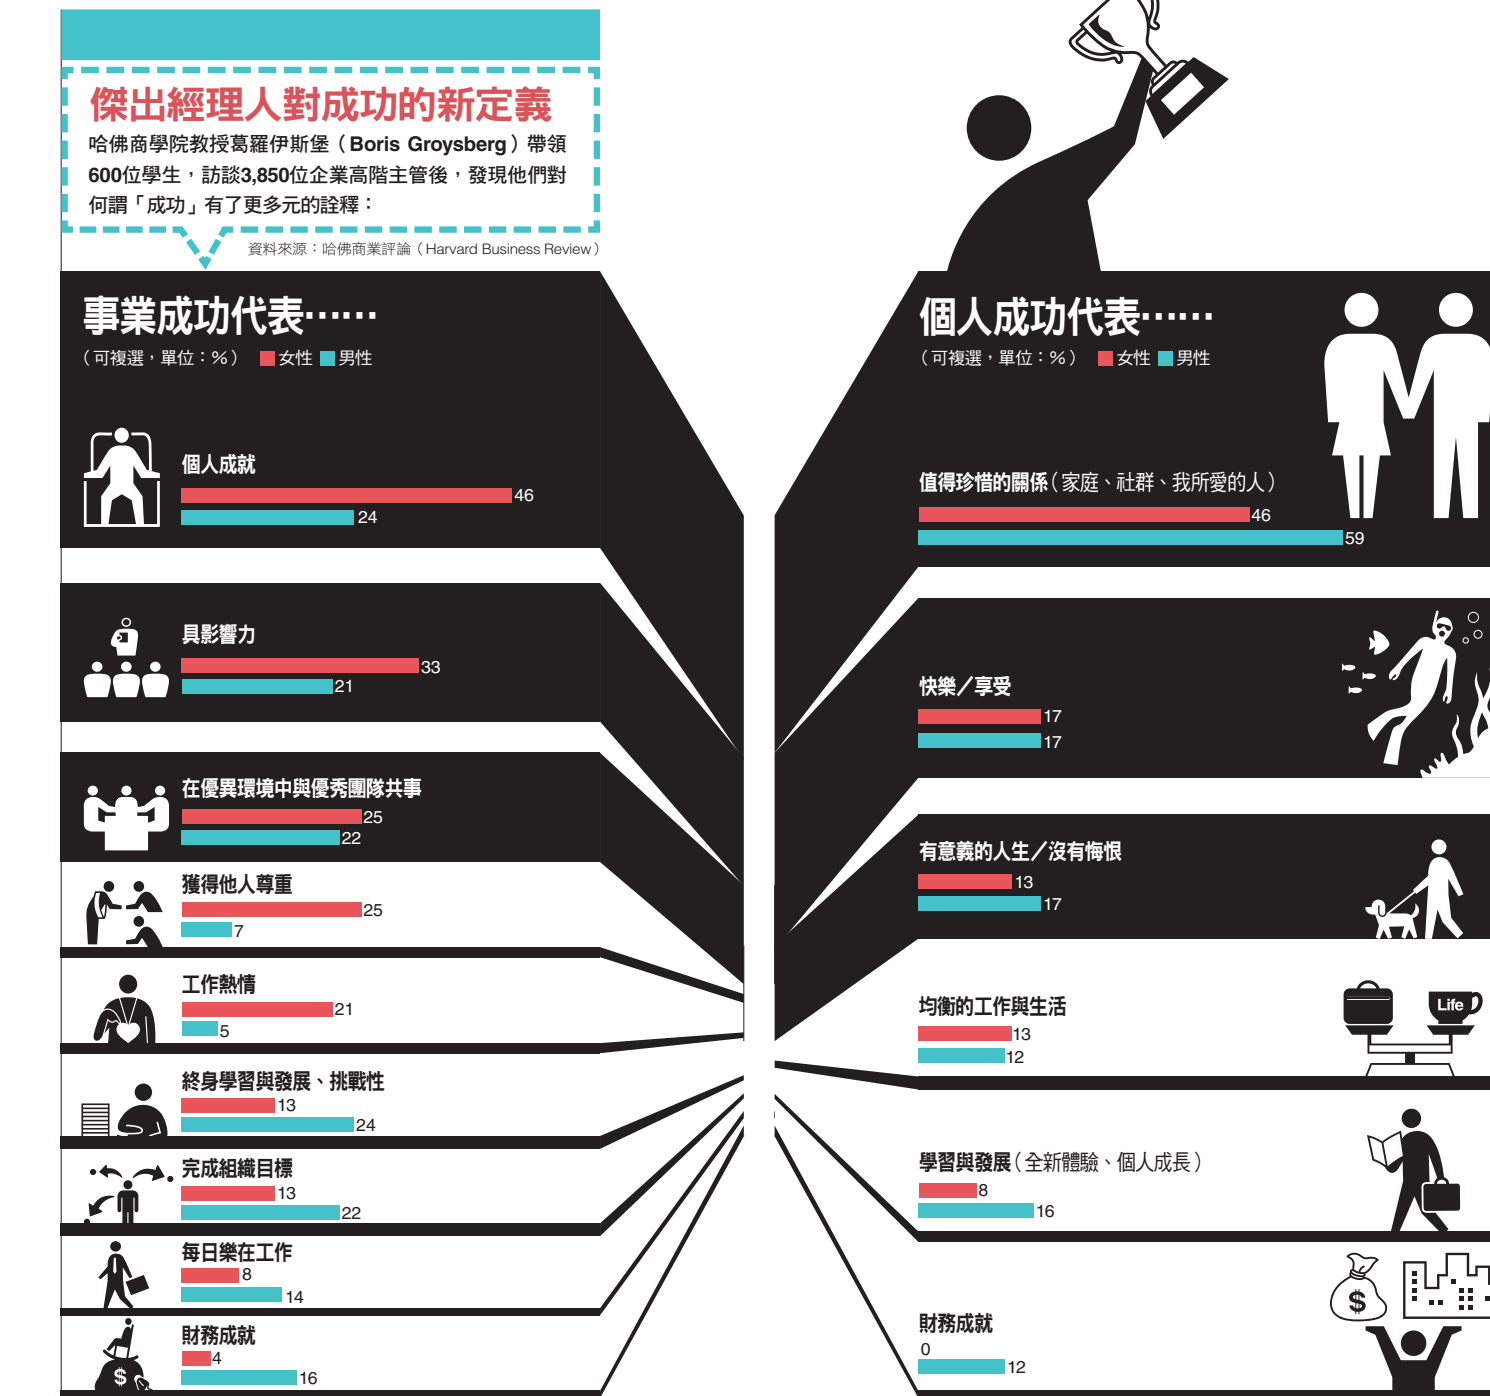 傑出經理人對成功的新定義
哈佛商學院教授葛羅伊斯堡（Boris Groysberg）帶領
600位學生，訪談3,850位企業高階主管後，發現他們對
何謂「成功」有了更多元的詮釋：
資料來源：哈佛商業評論（Harvard Business Review）
事業成功代表……
（可複選，單位：%） 女性 男性
個人成就
46
24
具影響力
33
21
在優異環境中與優秀團隊共事
25
22
獲得他人尊重
25
7
工作熱情
21
5
終身學習與發展、挑戰性
13
24
完成組織目標
13
22
每日樂在工作
8
14
財務成就
4
16
$
個人成功代表……
（可複選，單位：%） 女性 男性
值得珍惜的關係（家庭、社群、我所愛的人）
46
59
快樂／享受
17
17
有意義的人生／沒有悔恨
13
17
均衡的工作與生活
13
12
Life
學習與發展（全新體驗、個人成長）
8
16
財務成就
0
12
$